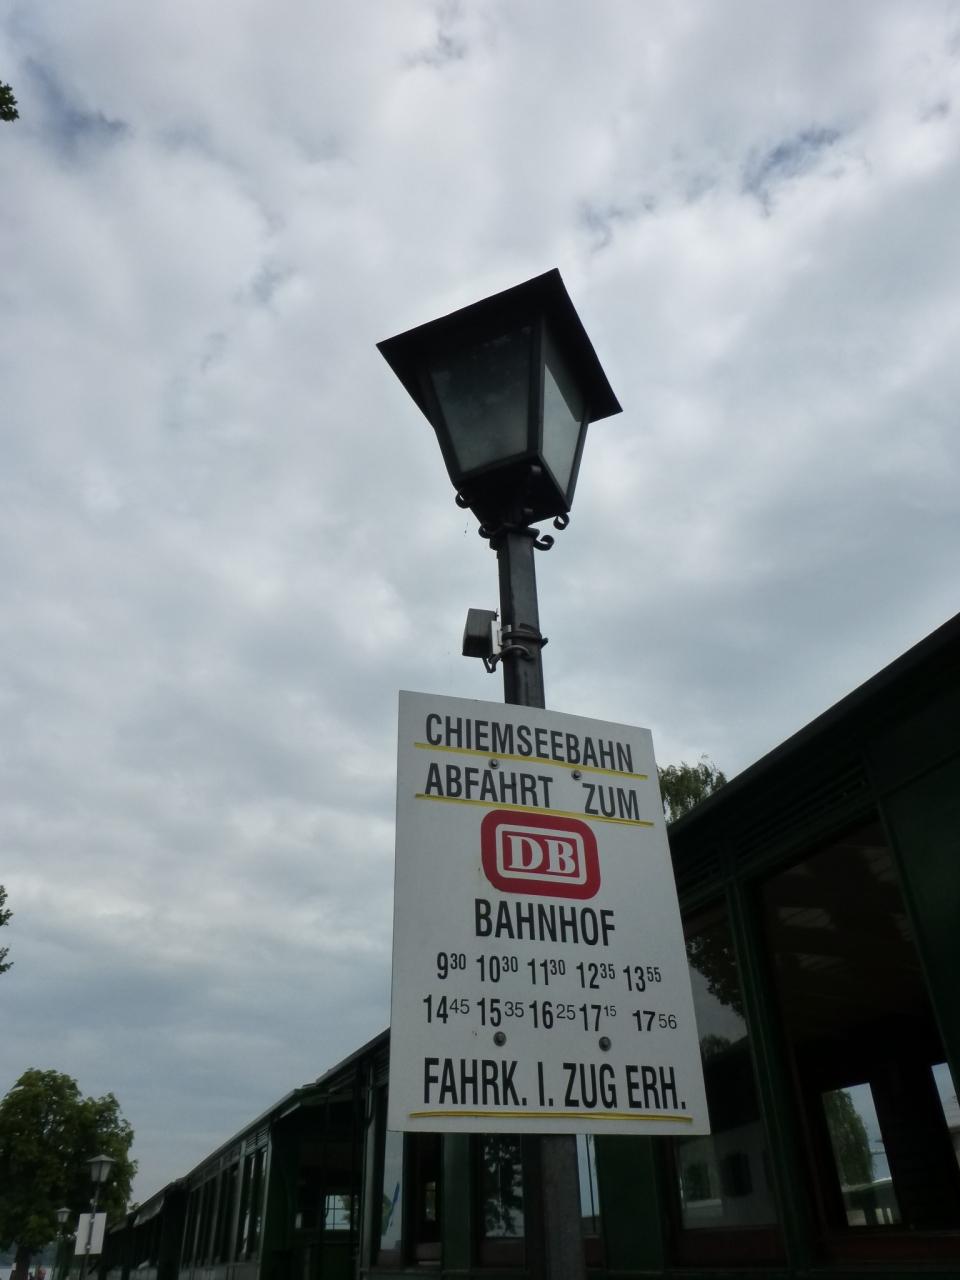 CHIEMSEEBAHN
ABFAHRT ZUM
DB
BAHNHOF
9³⁰ 10³⁰ 11³⁰ 12³⁵ 13⁵⁵
14⁴⁵ 15³⁵ 16²⁵ 17¹⁵ 17⁵⁶
FAHRK. I. ZUG ERH.